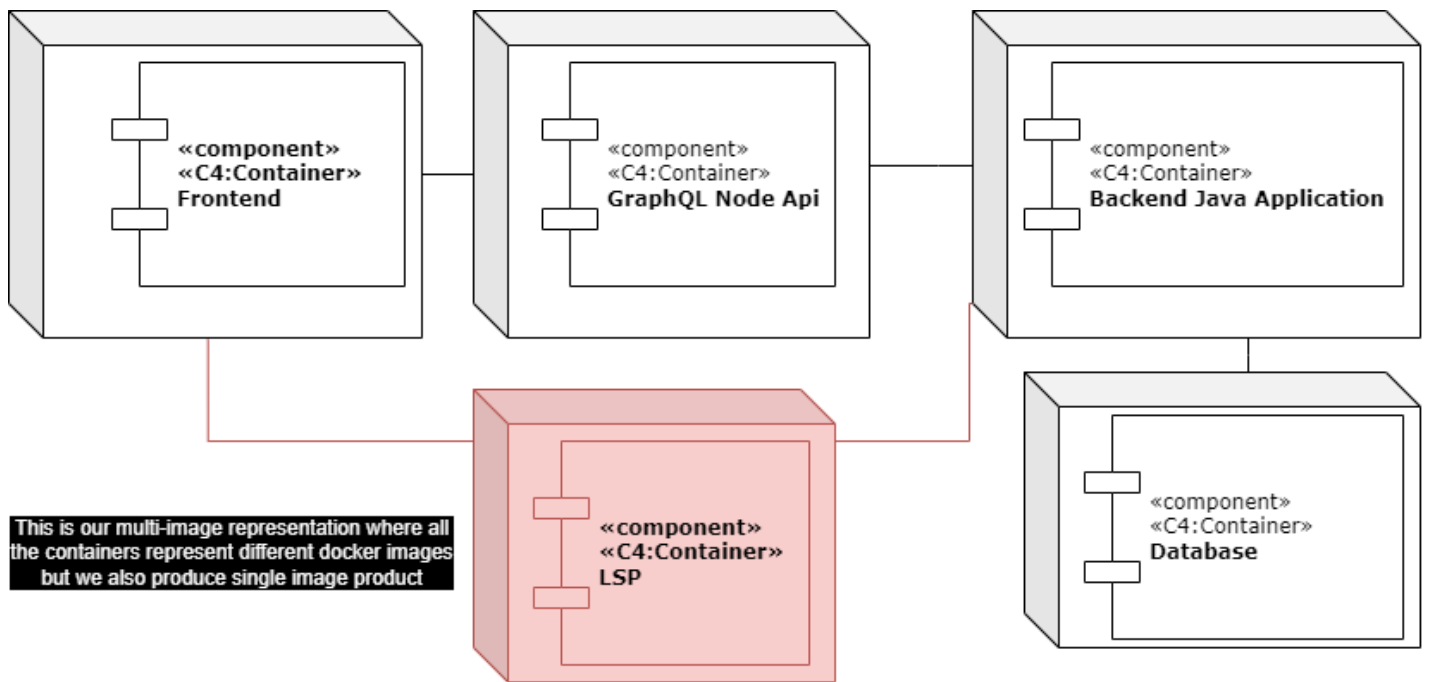 «component»
«C4:Container»
Frontend
«component»
«C4:Container»
GraphQL Node Api
«component»
«C4:Container»
Backend Java Application
This is our multi-image representation where all
the containers represent different docker images
but we also produce single image product
«component»
«C4:Container»
LSP
«component»
«C4:Container»
Database